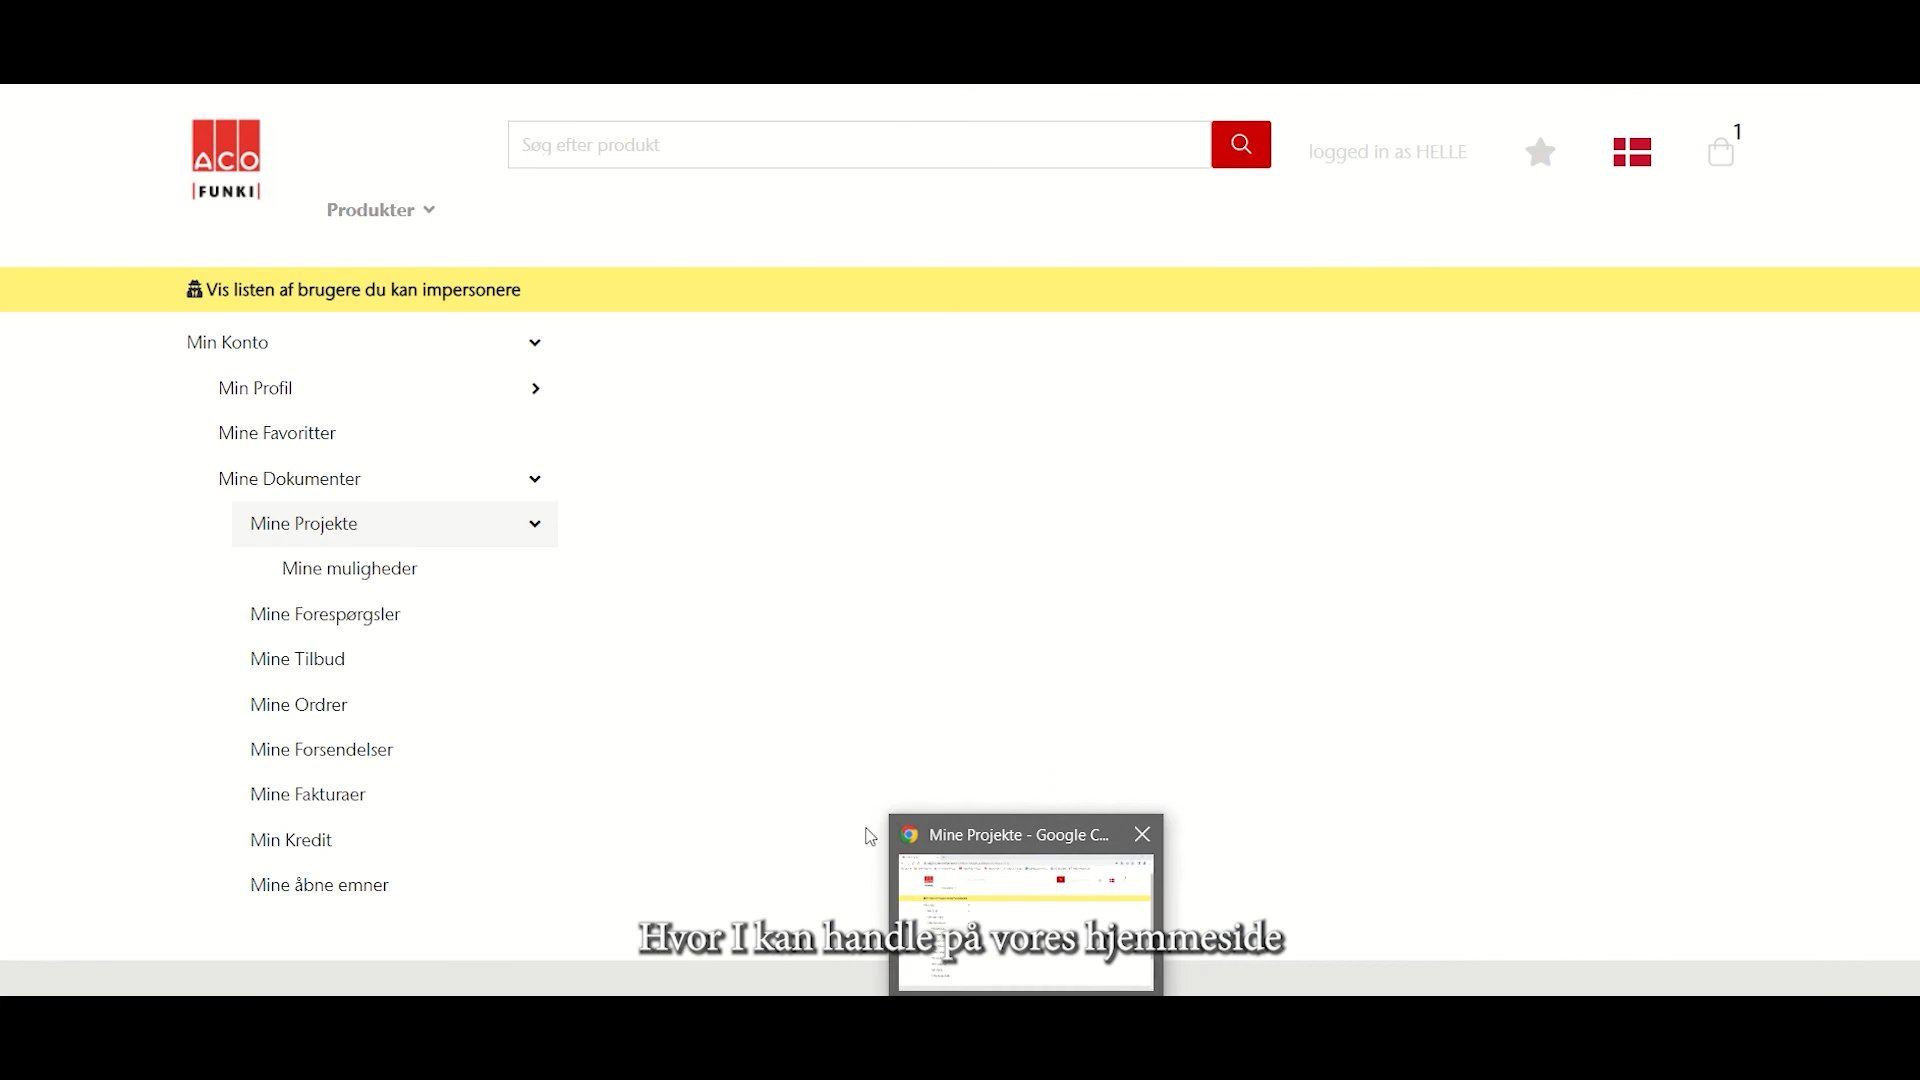 ACO
FUNKI
Søg efter produkt
logged in as HELLE
1
Produkter
Vis listen af brugere du kan impersonere
Min Konto
Min Profil
Mine Favoritter
Mine Dokumenter
Mine Projekte
Mine muligheder
Mine Forespørgsler
Mine Tilbud
Mine Ordrer
Mine Forsendelser
Mine Fakturaer
Min Kredit
Mine åbne emner
Mine Projekte - Google C...
Hvor I kan handle på vores hjemmeside